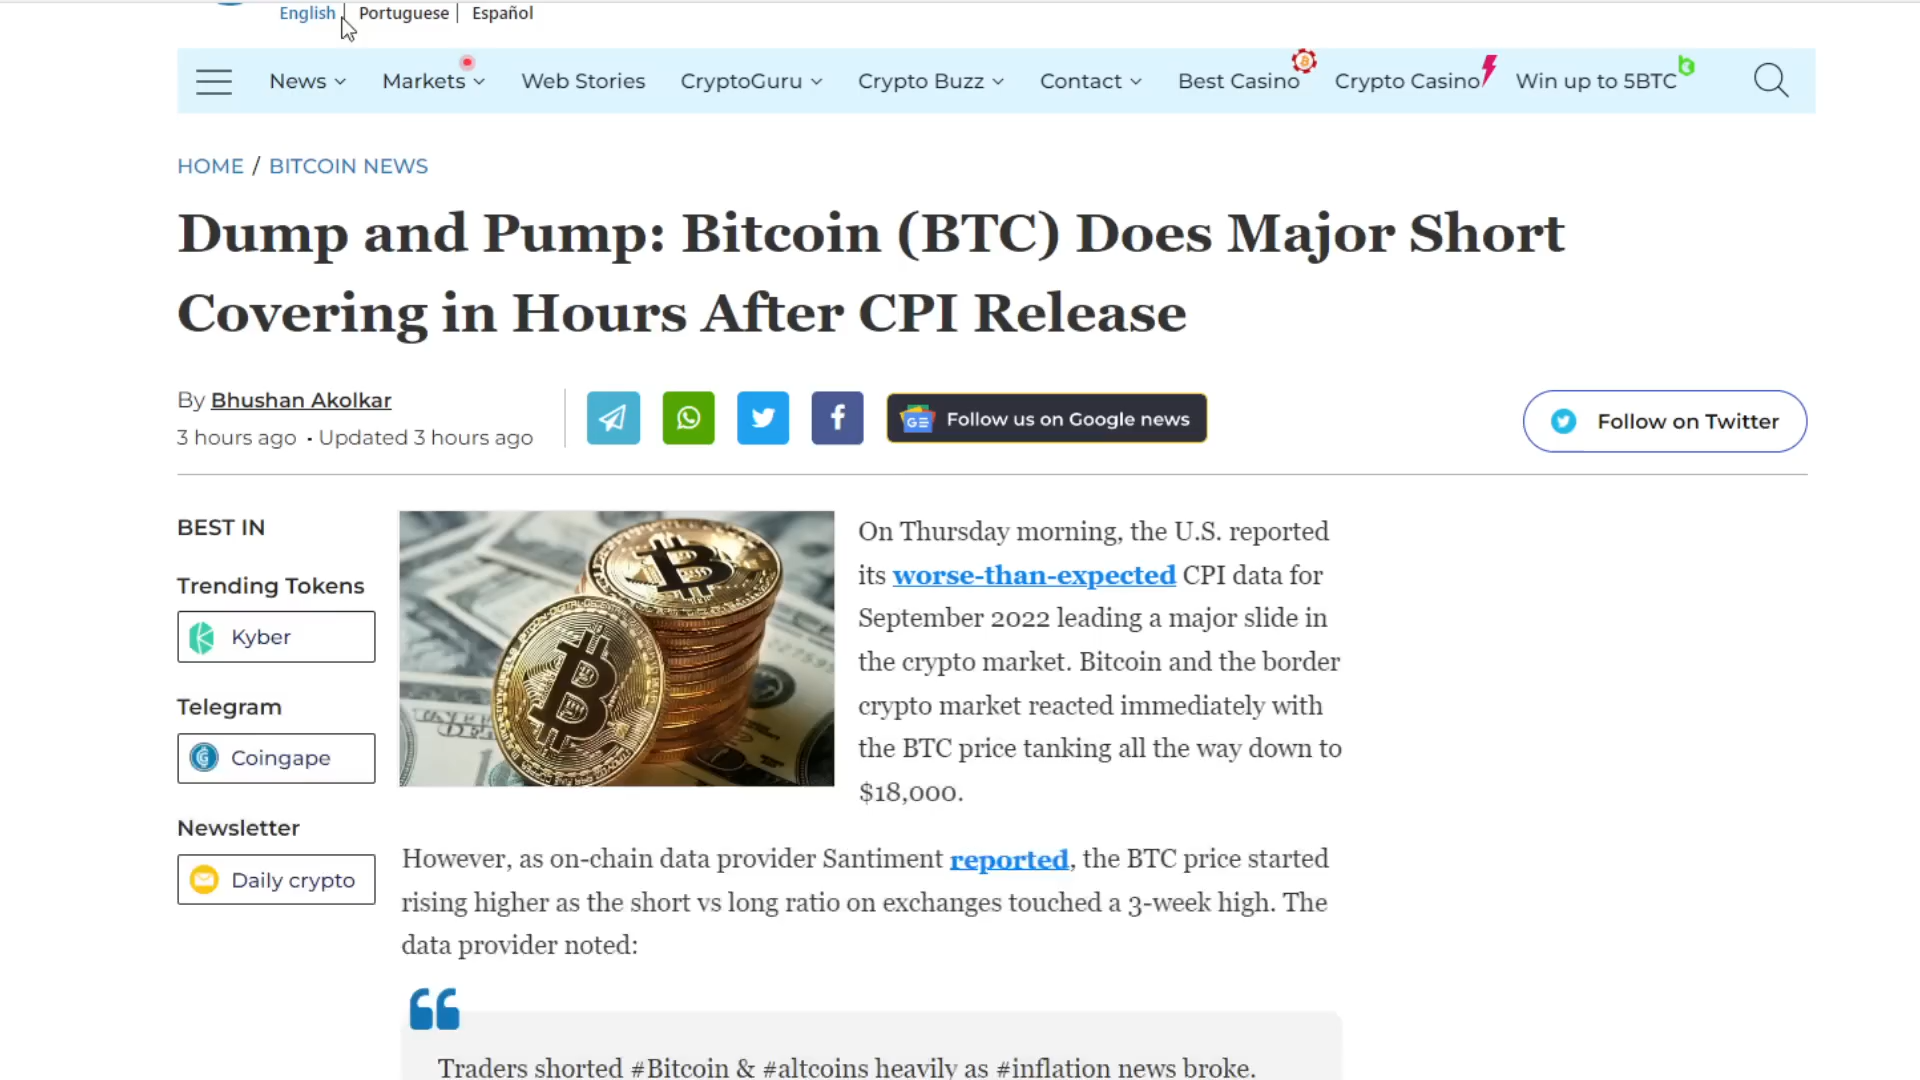 English | Portuguese | Español
News Markets Web Stories CryptoGuru Crypto Buzz Contact Best Casino Crypto Casino Win up to 5BTC
HOME / BITCOIN NEWS
Dump and Pump: Bitcoin (BTC) Does Major Short
Covering in Hours After CPI Release
By Bhushan Akolkar
3 hours ago • Updated 3 hours ago
GE Follow us on Google news
Follow on Twitter
BEST IN
Trending Tokens
Kyber
Telegram
Coingape
Newsletter
Daily crypto
On Thursday morning, the U.S. reported
its worse-than-expected CPI data for
September 2022 leading a major slide in
the crypto market. Bitcoin and the border
crypto market reacted immediately with
the BTC price tanking all the way down to
$18,000.
However, as on-chain data provider Santiment reported, the BTC price started
rising higher as the short vs long ratio on exchanges touched a 3-week high. The
data provider noted:
Traders shorted #Bitcoin & #altcoins heavily as #inflation news broke.